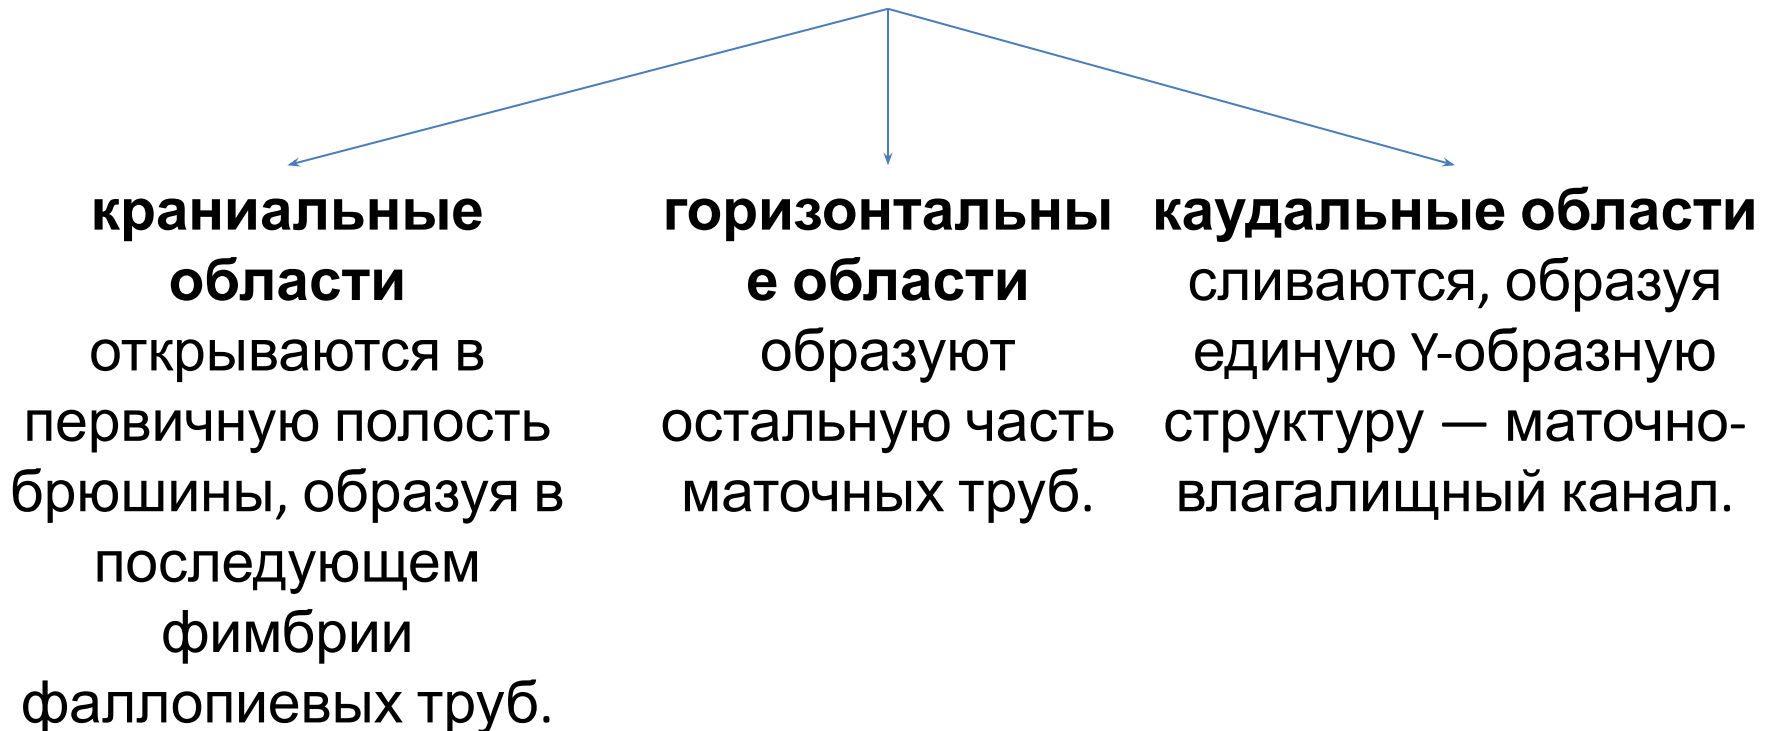 краниальные
области
открываются в
первичную полость
брюшины, образуя в
последующем
фимбрии
фаллопиевых труб.
горизонтальны
е области
образуют
остальную часть
маточных труб.
каудальные области
сливаются, образуя
единую Y-образную
структуру — маточно-
влагалищный канал.